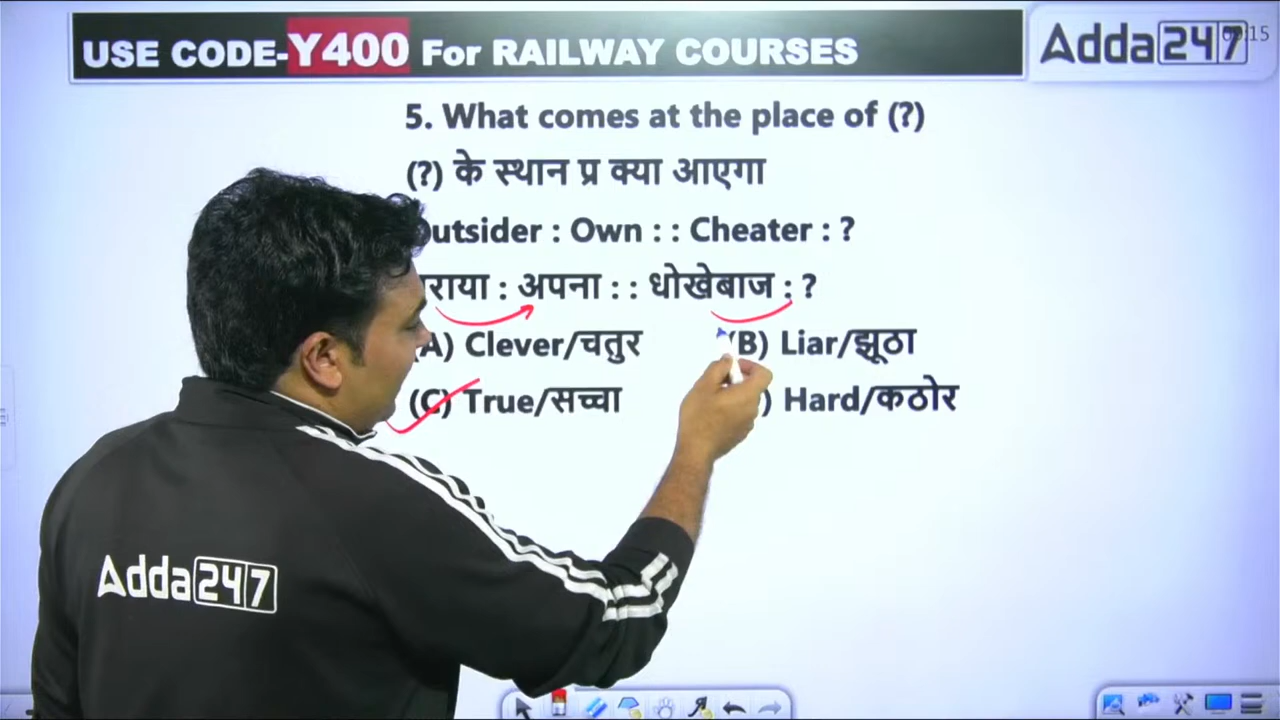 USE CODE-Y400 For RAILWAY COURSES
Adda247
5. What comes at the place of (?)
(?) के स्थान प्र क्या आएगा
utsider : Own : : Cheater : ?
राया : अपना : : धोखेबाज : ?
(A) Clever/चतुर (B) Liar/झूठा
(C) True/सच्चा ) Hard/कठोर
Adda247